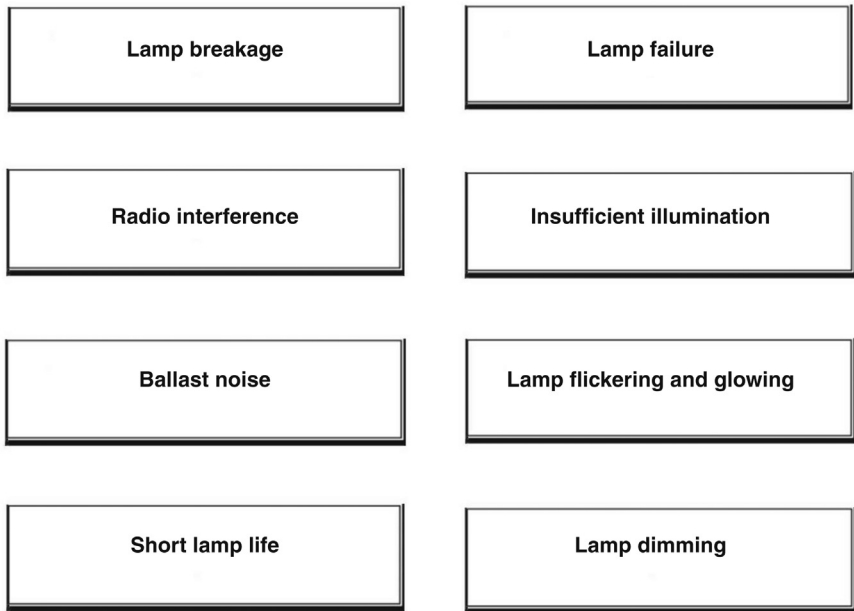 Lamp breakage
Lamp failure
Radio interference
Insufficient illumination
Ballast noise
Lamp flickering and glowing
Short lamp life
Lamp dimming